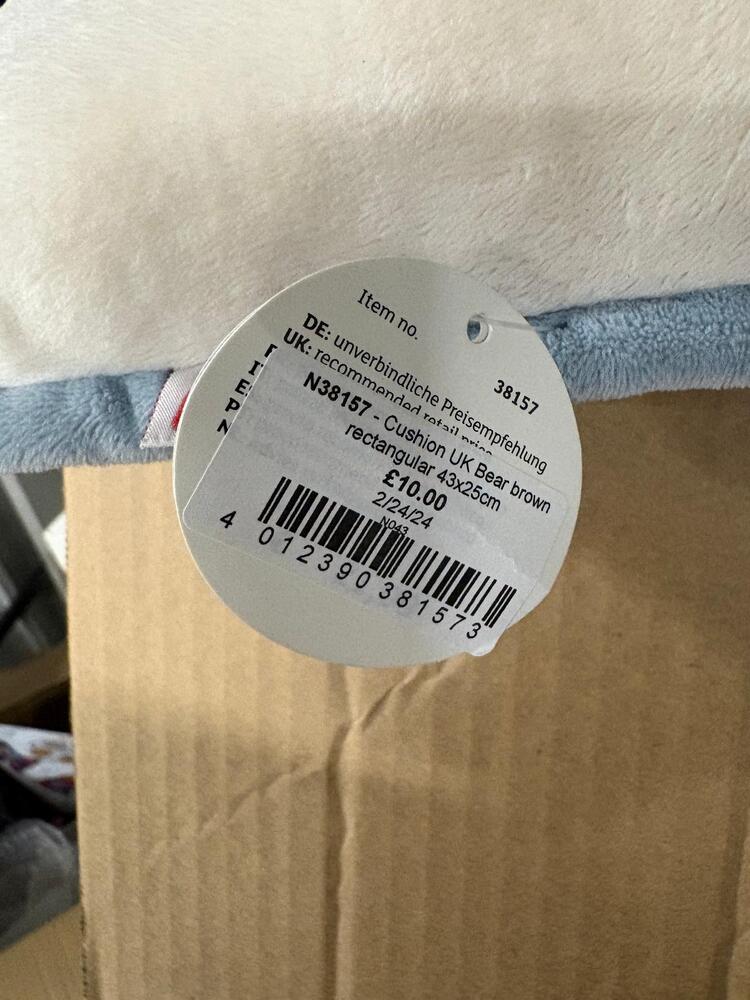 Item no.
38157
DE: unverbindliche Preisempfehlung
UK: recommended retail price
F
I
E
P
N
N38157 - Cushion UK Bear brown
rectangular 43x25cm
£10.00
2/24/24
N043
4 012390 381573